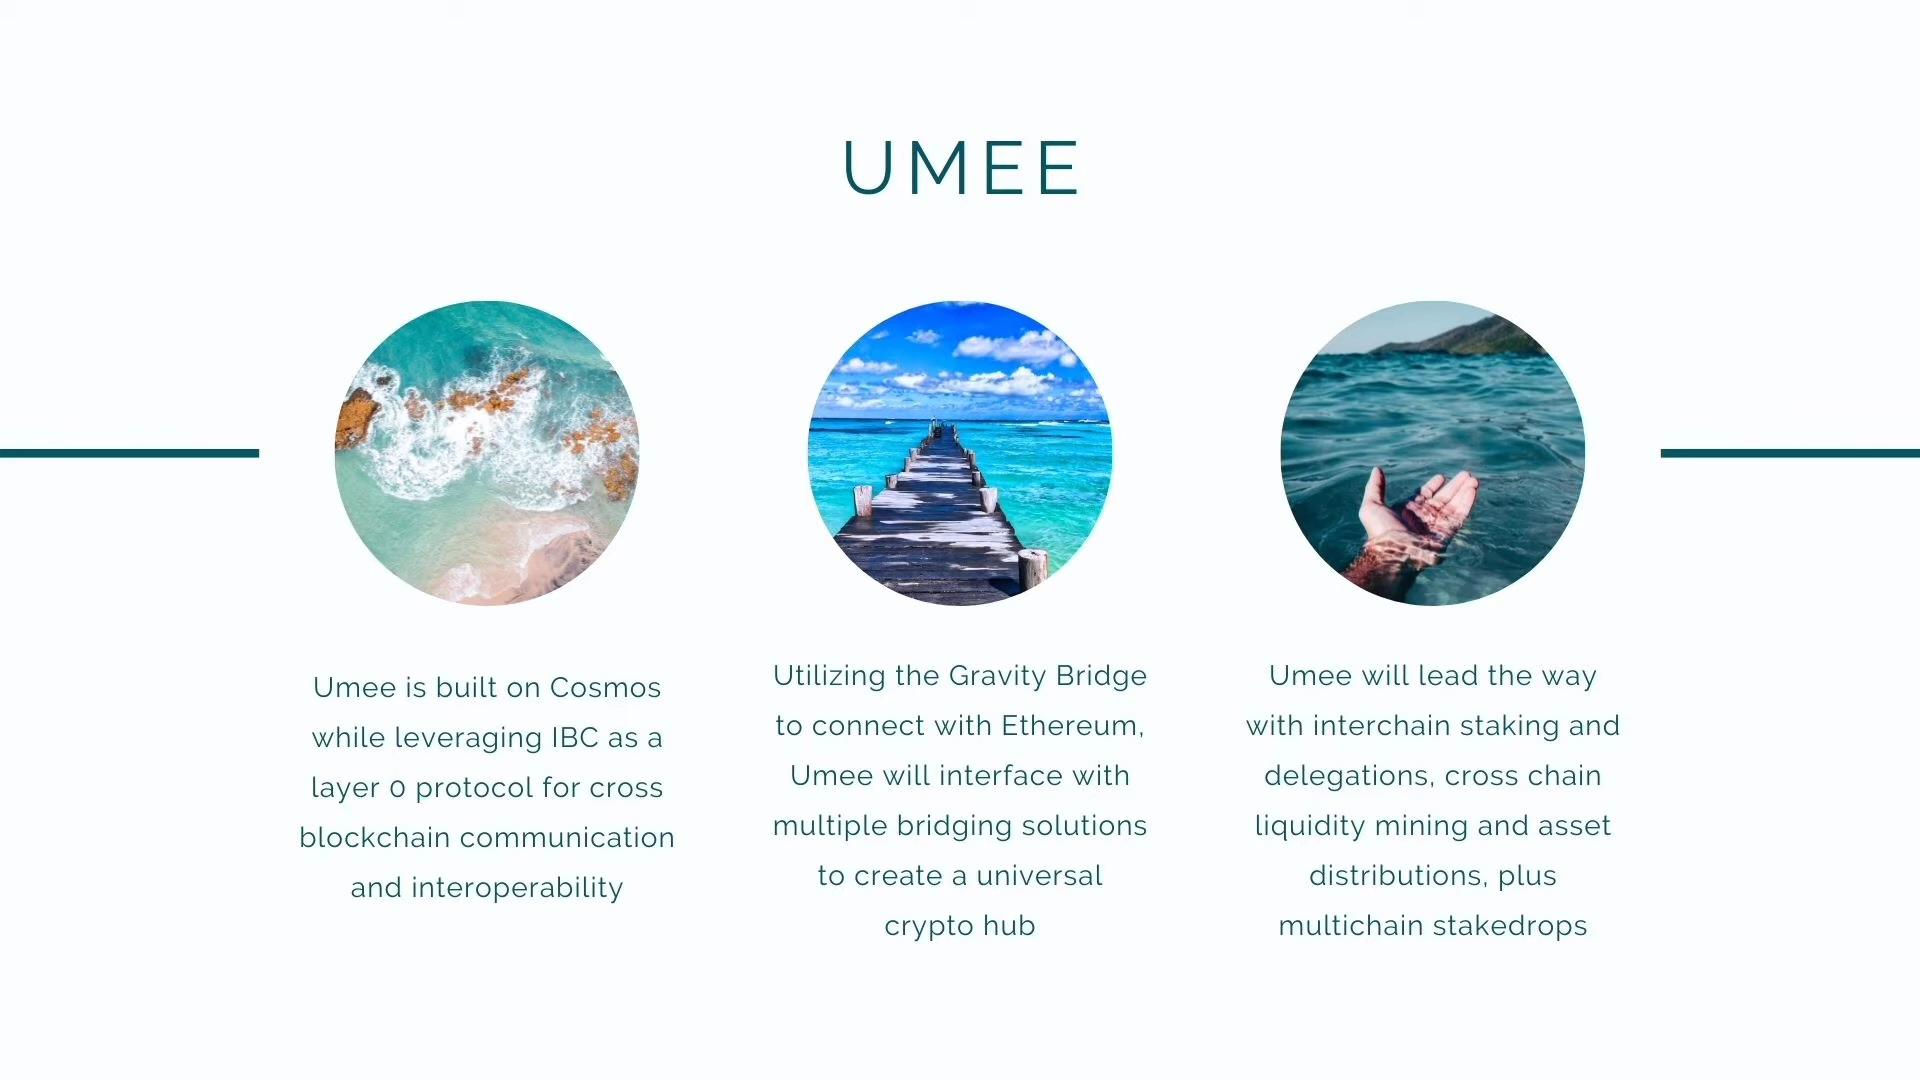 UMEE
Umee is built on Cosmos
while leveraging IBC as a
layer 0 protocol for cross
blockchain communication
and interoperability
Utilizing the Gravity Bridge
to connect with Ethereum,
Umee will interface with
multiple bridging solutions
to create a universal
crypto hub
Umee will lead the way
with interchain staking and
delegations, cross chain
liquidity mining and asset
distributions, plus
multichain stakedrops